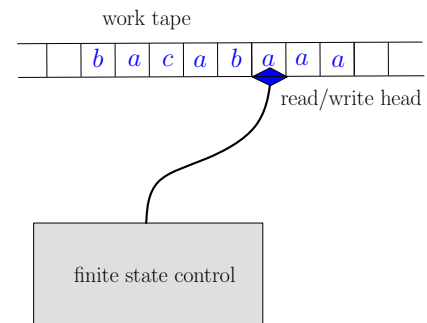 work tape
b a c a b a a a
read/write head
finite state control